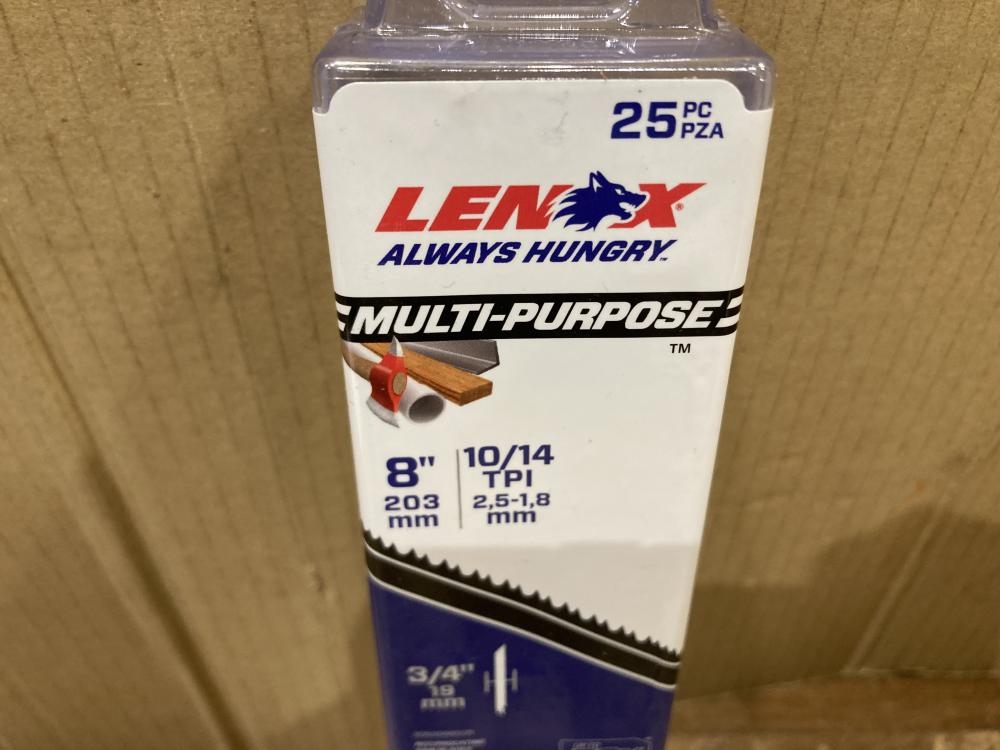 25 PC PZA
LENOX®
ALWAYS HUNGRY™
MULTI-PURPOSE
TM
8"
203
mm
10/14
TPI
2,5-1,8
mm
3/4"
19
mm